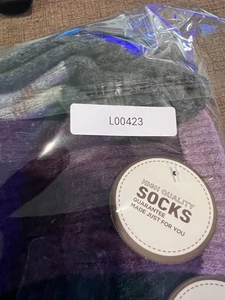 L00423
HIGH QUALITY
SOCKS
GUARANTEE
MADE JUST FOR YOU